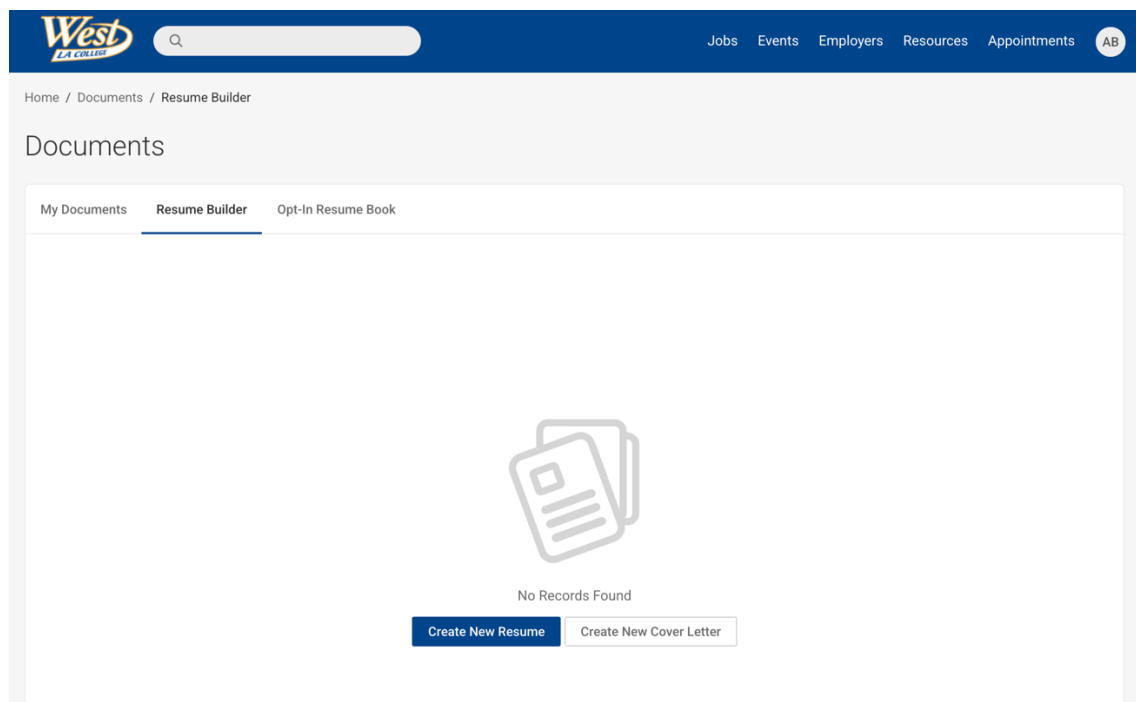 West
LA COLLEGE
Jobs Events Employers Resources Appointments AB
Home / Documents / Resume Builder
Documents
My Documents Resume Builder Opt-In Resume Book
No Records Found
Create New Resume Create New Cover Letter